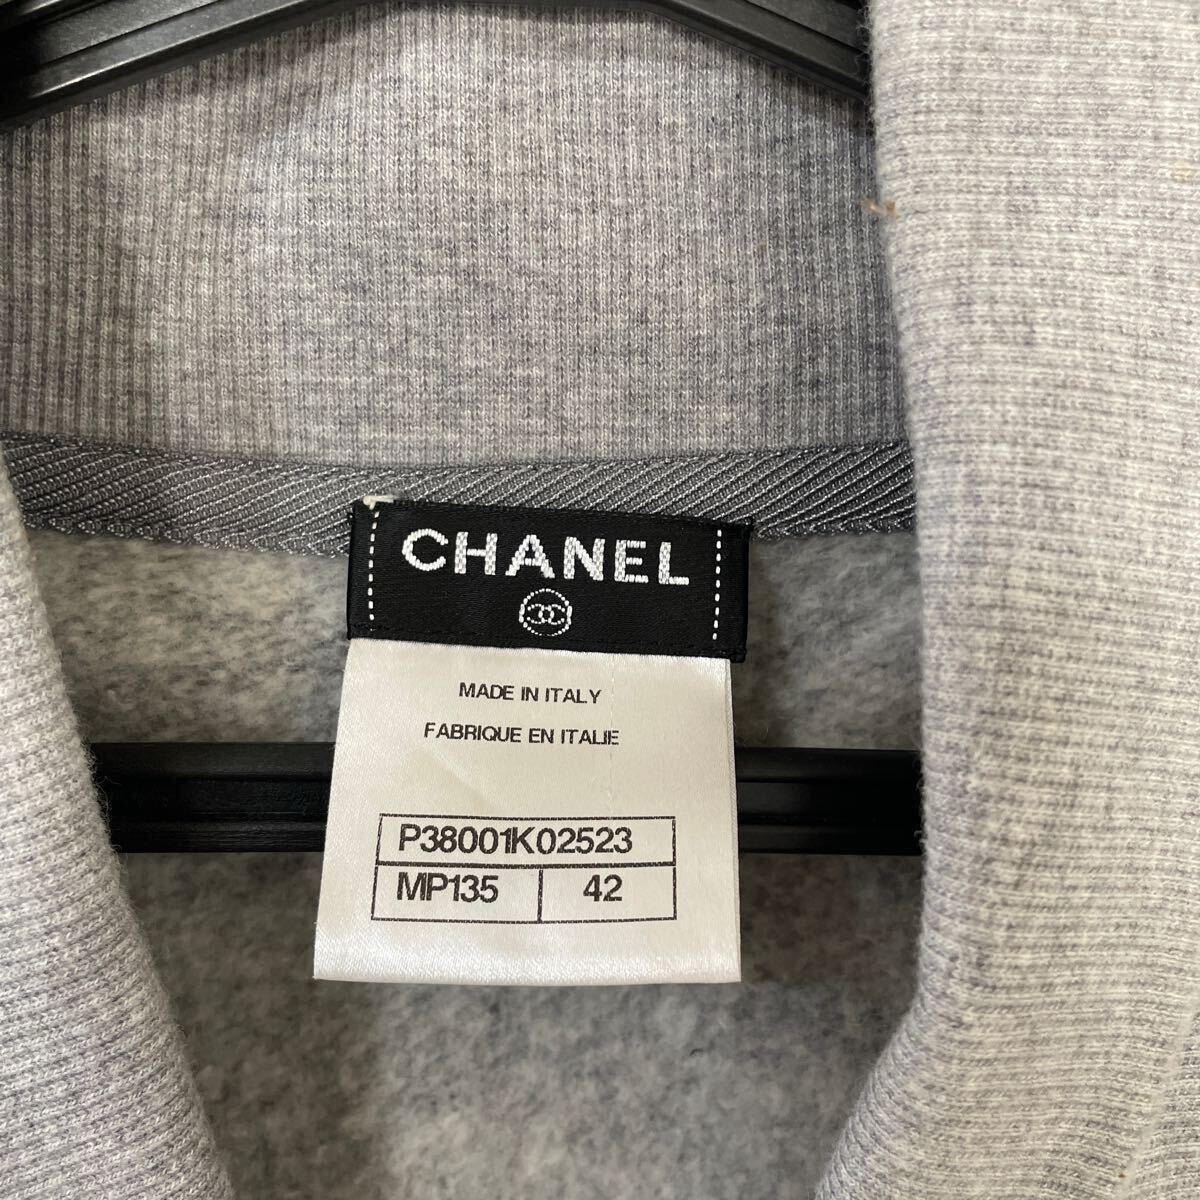 CHANEL
MADE IN ITALY
FABRIQUE EN ITALIE
P38001K02523
MP135 42